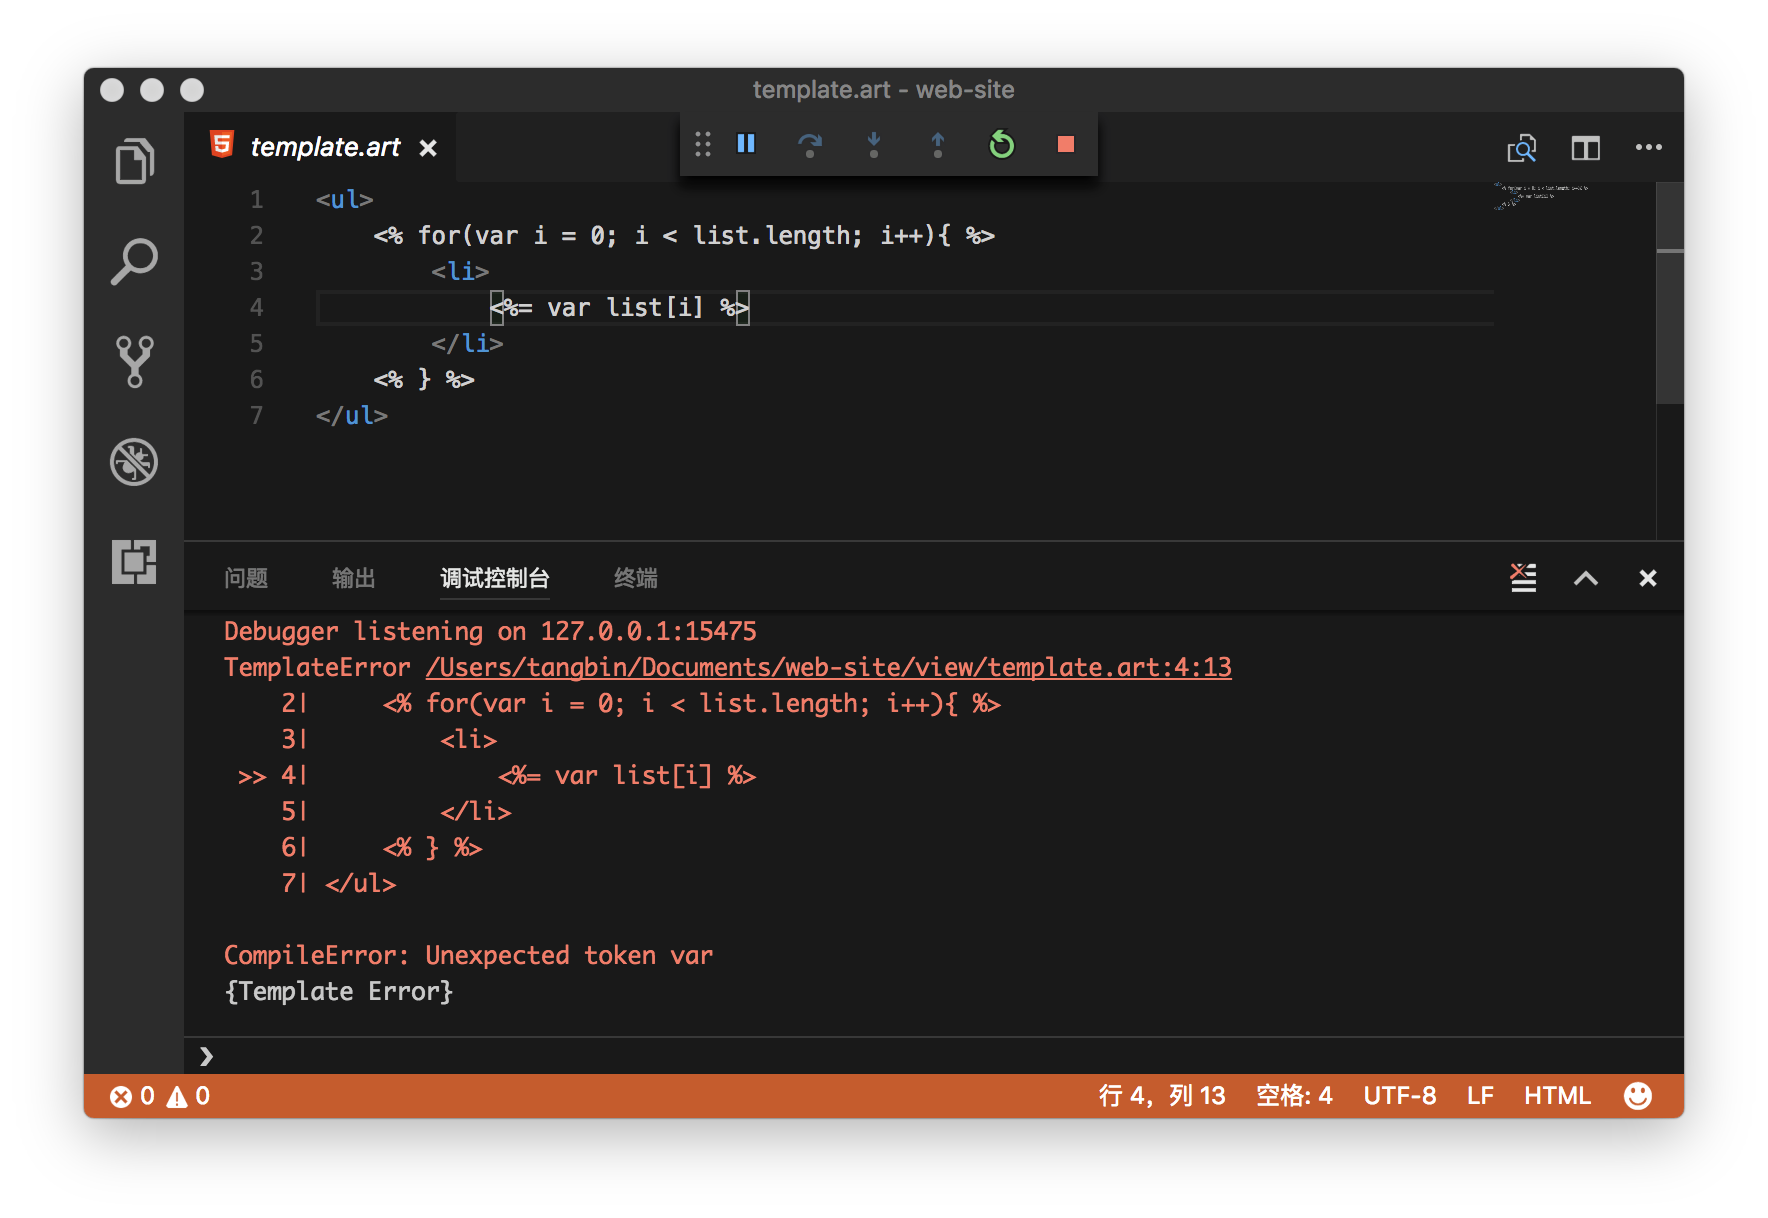 template.art - web-site
template.art
1 <ul>
2     <% for(var i = 0; i < list.length; i++){ %>
3         <li>
4             <%= var list[i] %>
5         </li>
6     <% } %>
7 </ul>
问题 输出 调试控制台 终端
Debugger listening on 127.0.0.1:15475
TemplateError /Users/tangbin/Documents/web-site/view/template.art:4:13
    2|     <% for(var i = 0; i < list.length; i++){ %>
    3|         <li>
 >> 4|             <%= var list[i] %>
    5|         </li>
    6|     <% } %>
    7| </ul>
CompileError: Unexpected token var
{Template Error}
0 0 行 4，列 13 空格: 4 UTF-8 LF HTML